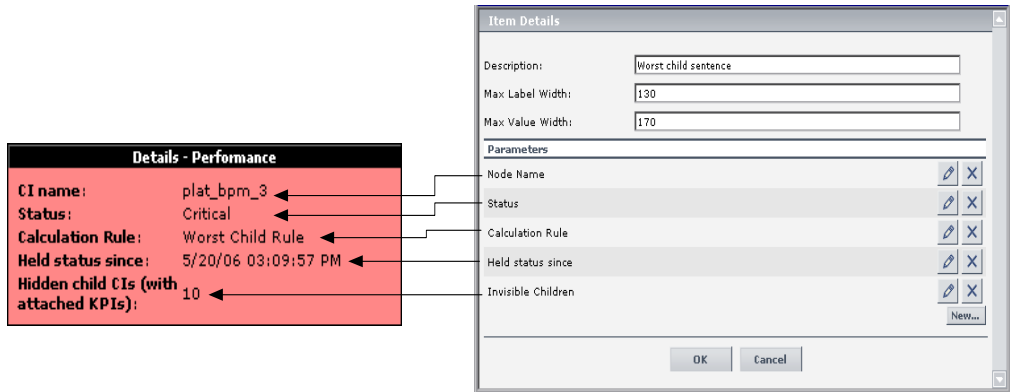 Details - Performance
CI name: plat_bpm_3
Status: Critical
Calculation Rule: Worst Child Rule
Held status since: 5/20/06 03:09:57 PM
Hidden child CIs (with
attached KPIs): 10
Item Details
Description: Worst child sentence
Max Label Width: 130
Max Value Width: 170
Parameters
Node Name
Status
Calculation Rule
Held status since
Invisible Children
New...
OK Cancel